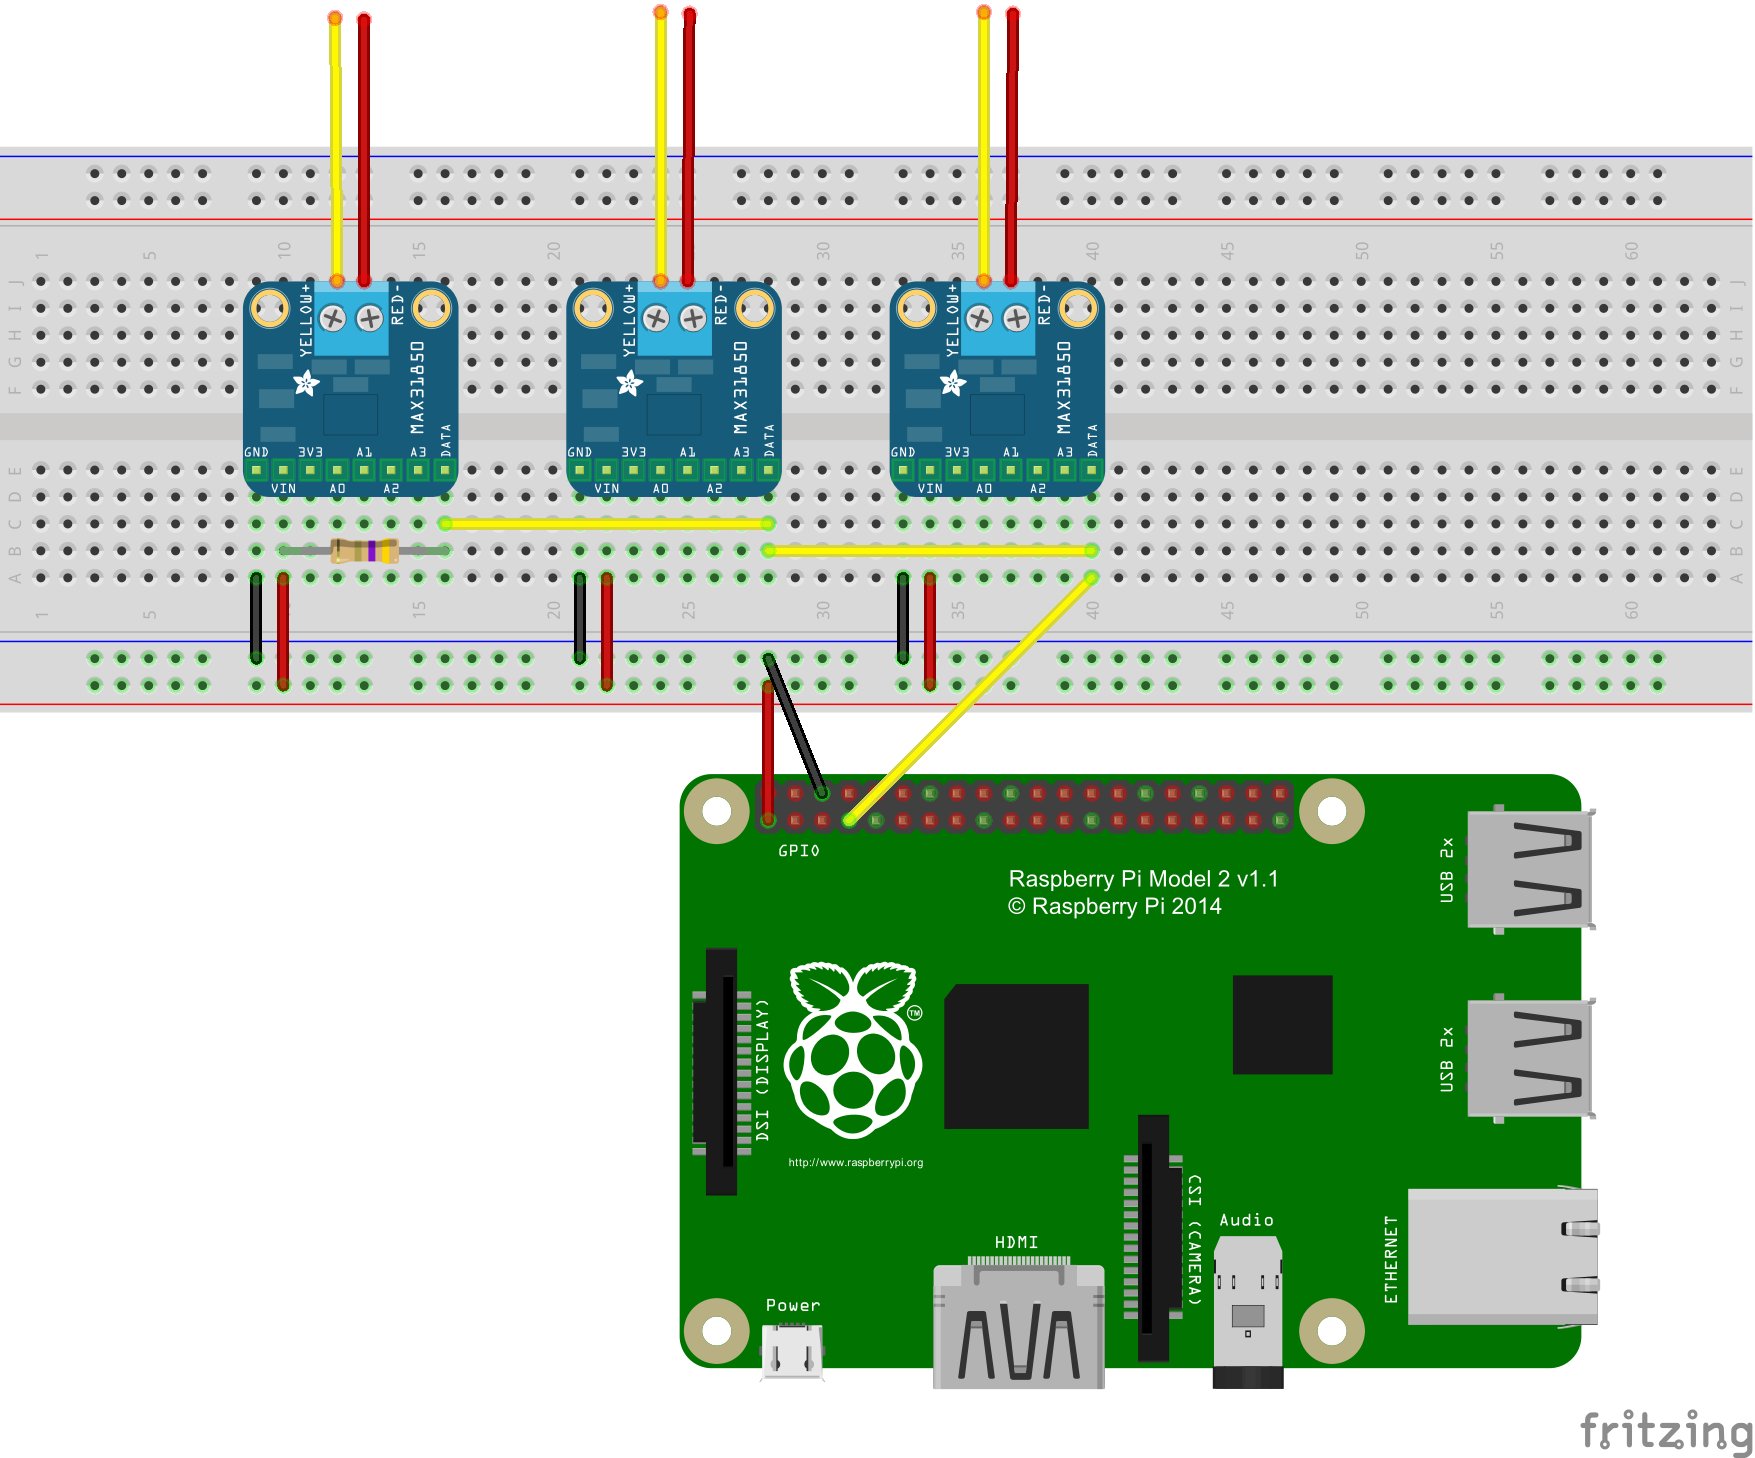 1 5 10 15 20 25 30 35 40 45 50 55 60
J J
I I
H H
G G
F F
YELLOW+ RED-
MAX31850
GND 3V3 A1 A3 DATA
VIN A0 A2
YELLOW+ RED-
MAX31850
GND 3V3 A1 A3 DATA
VIN A0 A2
YELLOW+ RED-
MAX31850
GND 3V3 A1 A3 DATA
VIN A0 A2
E E
D D
C C
B B
A A
1 5 15 20 25 30 35 40 45 50 55 60
GPIO
Raspberry Pi Model 2 v1.1
© Raspberry Pi 2014
USB 2x
DSI (DISPLAY)
TM
USB 2x
http://www.raspberrypi.org
CSI (CAMERA)
Audio
HDMI
ETHERNET
Power
fritzing